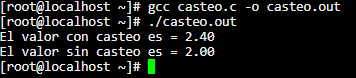 [root@localhost ~]# gcc casteo.c -o casteo.out
[root@localhost ~]# ./casteo.out
El valor con casteo es = 2.40
El valor sin casteo es = 2.00
[root@localhost ~]#